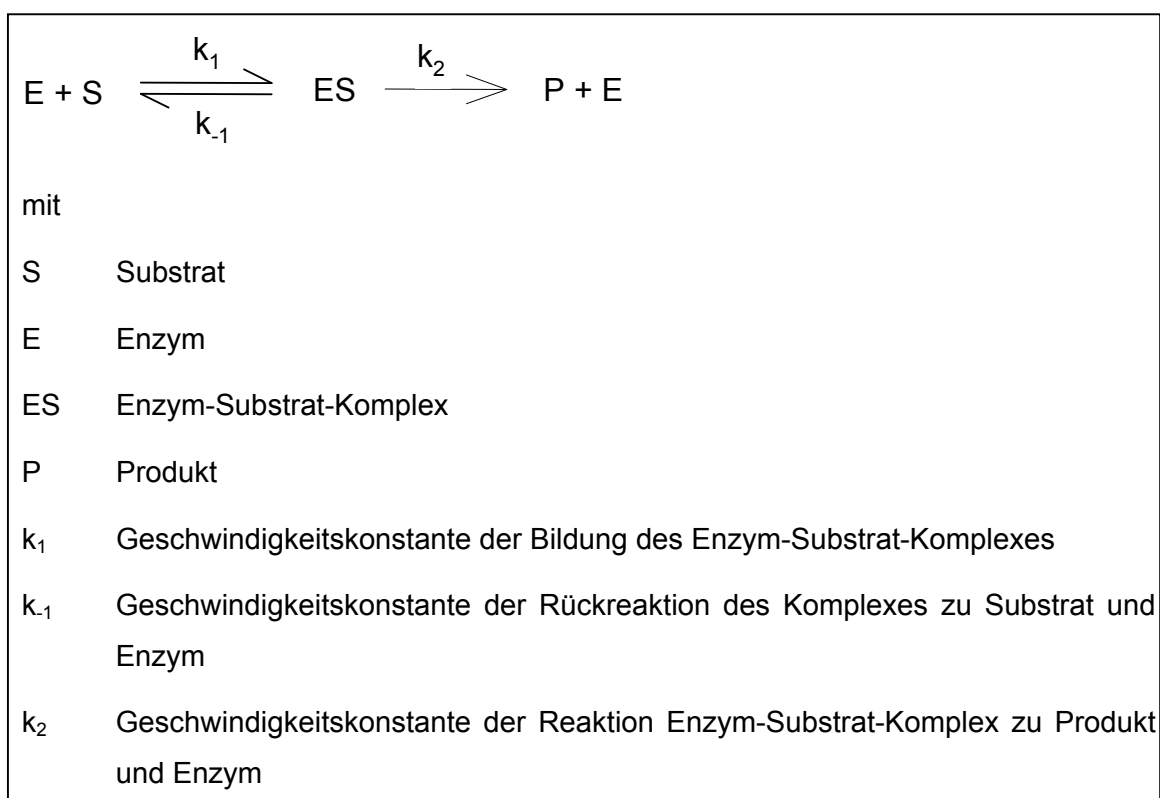 k₁
k₂
E + S ES P + E
k₋₁
mit
S Substrat
E Enzym
ES Enzym-Substrat-Komplex
P Produkt
k₁ Geschwindigkeitskonstante der Bildung des Enzym-Substrat-Komplexes
k₋₁ Geschwindigkeitskonstante der Rückreaktion des Komplexes zu Substrat und
Enzym
k₂ Geschwindigkeitskonstante der Reaktion Enzym-Substrat-Komplex zu Produkt
und Enzym